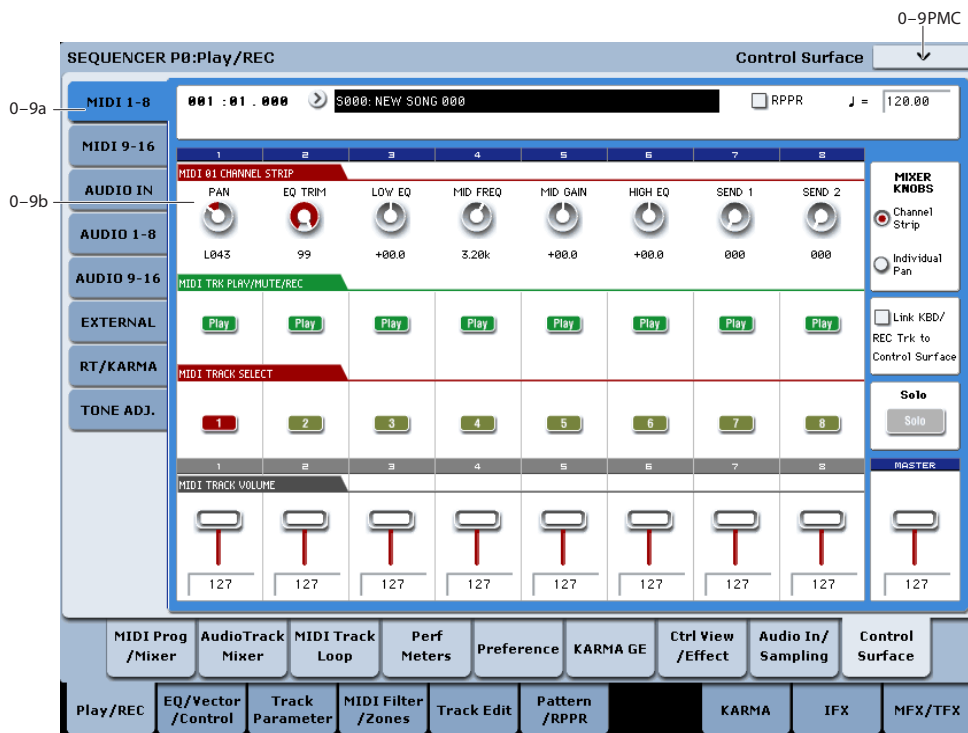 0–9PMC
SEQUENCER P0:Play/REC
Control Surface
0–9a
MIDI 1-8
001 :01 . 000
S000: NEW SONG 000
RPPR
♩ = 120.00
MIDI 9-16
1 2 3 4 5 6 7 8
MIDI 01 CHANNEL STRIP
MIXER
KNOBS
AUDIO IN
PAN EQ TRIM LOW EQ MID FREQ MID GAIN HIGH EQ SEND 1 SEND 2
0–9b
Channel
Strip
AUDIO 1-8
L043 99 +00.0 3.20k +00.0 +00.0 000 000
Individual
Pan
AUDIO 9-16
MIDI TRK PLAY/MUTE/REC
EXTERNAL
Play Play Play Play Play Play Play Play
Link KBD/
REC Trk to
Control Surface
RT/KARMA
MIDI TRACK SELECT
TONE ADJ.
1 2 3 4 5 6 7 8
Solo
Solo
1 2 3 4 5 6 7 8
MASTER
MIDI TRACK VOLUME
127 127 127 127 127 127 127 127 127
MIDI Prog
/Mixer
AudioTrack
Mixer
MIDI Track
Loop
Perf
Meters
Preference
KARMA GE
Ctrl View
/Effect
Audio In/
Sampling
Control
Surface
Play/REC
EQ/Vector
/Control
Track
Parameter
MIDI Filter
/Zones
Track Edit
Pattern
/RPPR
KARMA
IFX
MFX/TFX